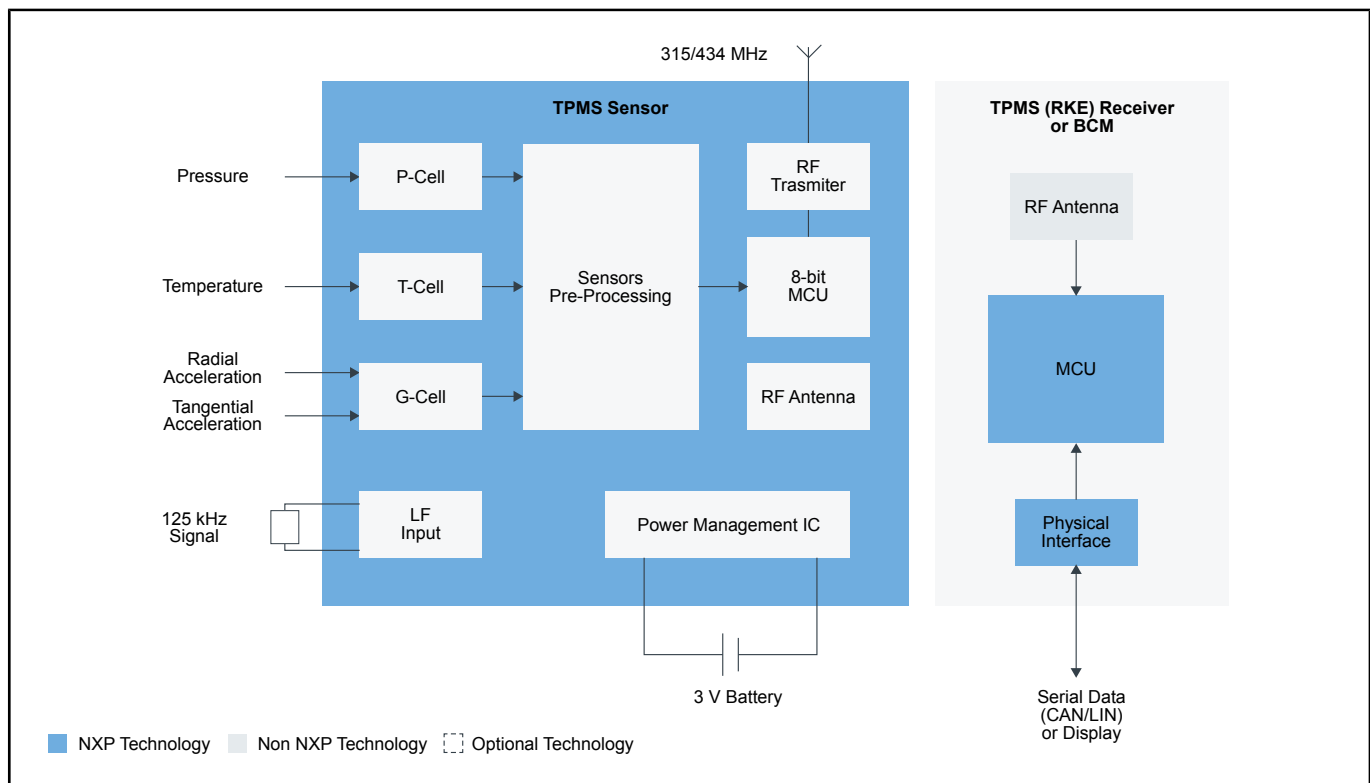 315/434 MHz
TPMS Sensor
Pressure
P-Cell
RF
Trasmiter
Temperature
T-Cell
Sensors
Pre-Processing
8-bit
MCU
Radial
Acceleration
Tangential
Acceleration
G-Cell
RF Antenna
125 kHz
Signal
LF
Input
Power Management IC
3 V Battery
TPMS (RKE) Receiver
or BCM
RF Antenna
MCU
Physical
Interface
Serial Data
(CAN/LIN)
or Display
NXP Technology
Non NXP Technology
Optional Technology